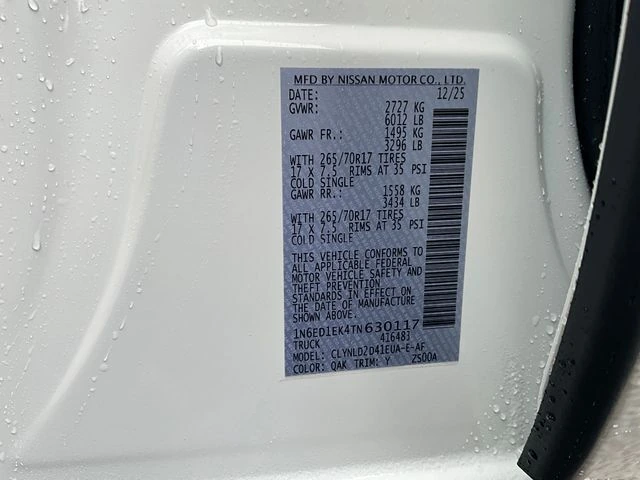 MFD BY NISSAN MOTOR CO., LTD.
DATE: 12/25
GVWR: 2727 KG
6012 LB
GAWR FR.: 1495 KG
3296 LB
WITH 265/70R17 TIRES
17 X 7.5 RIMS AT 35 PSI
COLD SINGLE
GAWR RR.: 1558 KG
3434 LB
WITH 265/70R17 TIRES
17 X 7.5 RIMS AT 35 PSI
COLD SINGLE
THIS VEHICLE CONFORMS TO
ALL APPLICABLE FEDERAL
MOTOR VEHICLE SAFETY AND
THEFT PREVENTION
STANDARDS IN EFFECT ON
THE DATE OF MANUFACTURE
1N6ED1EK4TN630117
TRUCK 416483
MODEL: CLYNLD2D41EUA-E-AF
COLOR: QAK TRIM: Y ZS00A